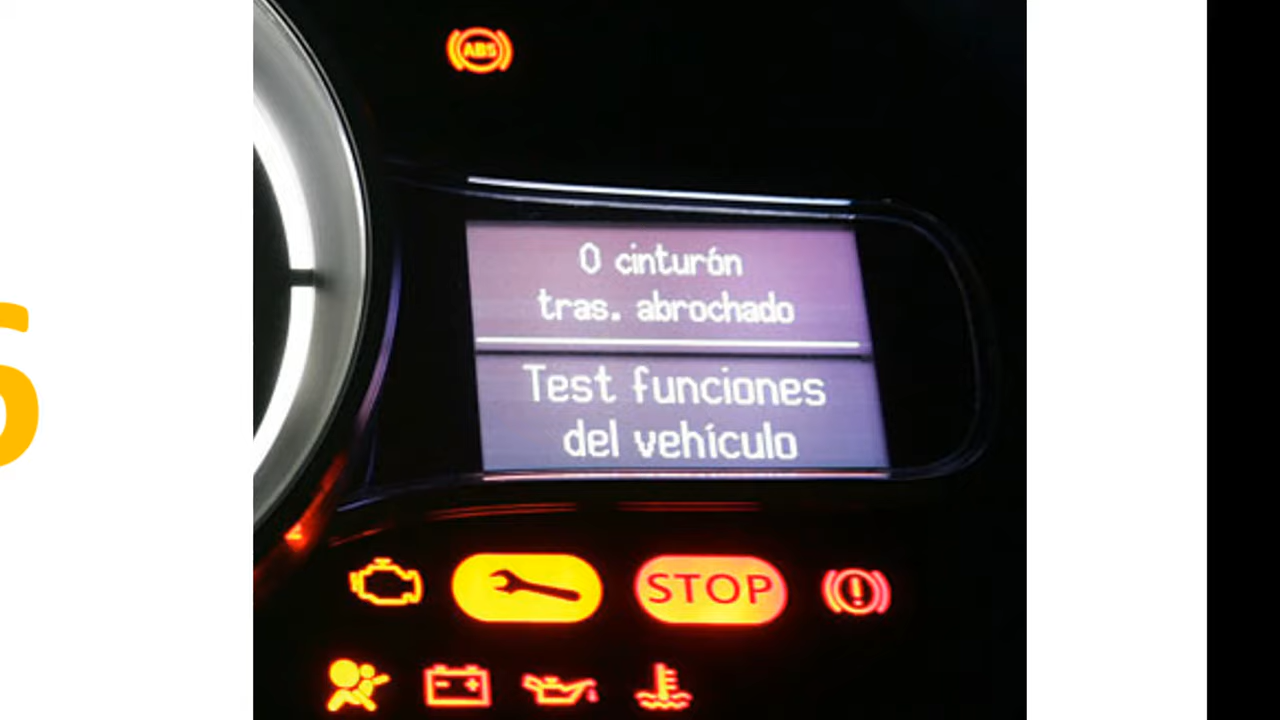 ABS
0 cinturón
tras. abrochado
Test funciones
del vehículo
STOP